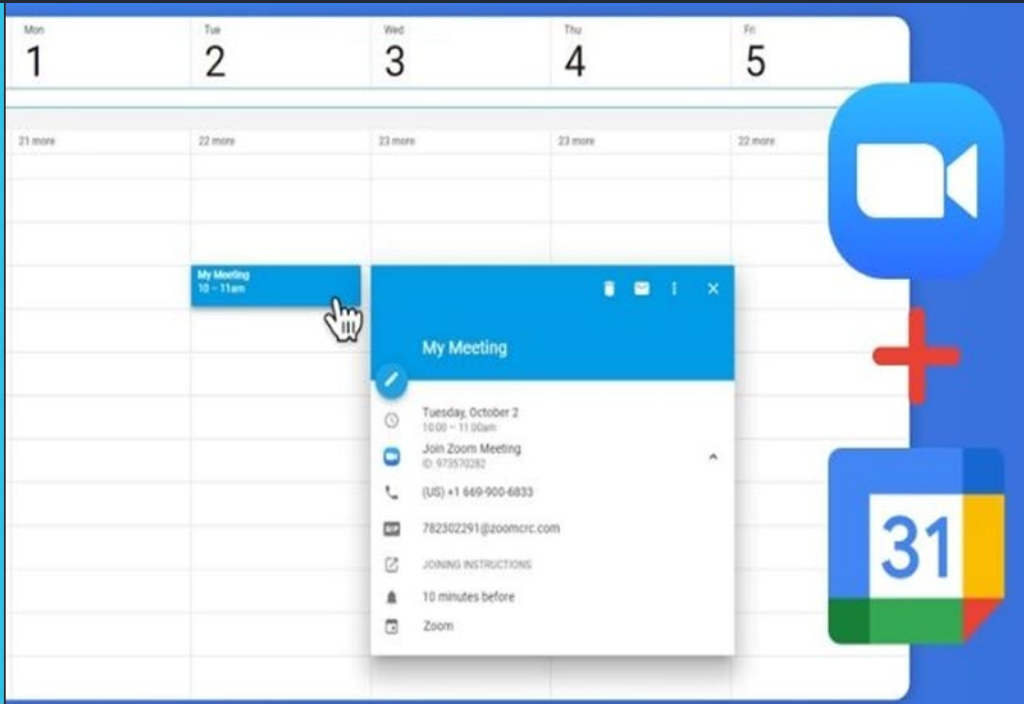 Mon
1
Tue
2
Wed
3
Thu
4
Fri
5
21 more
22 more
23 more
23 more
22 more
My Meeting
10 – 11am
My Meeting
Tuesday, October 2
10:00 – 11:00am
Join Zoom Meeting
ID: 973570282
(US) +1 669-900-6833
782302291@zoomcrc.com
JOINING INSTRUCTIONS
10 minutes before
Zoom
31